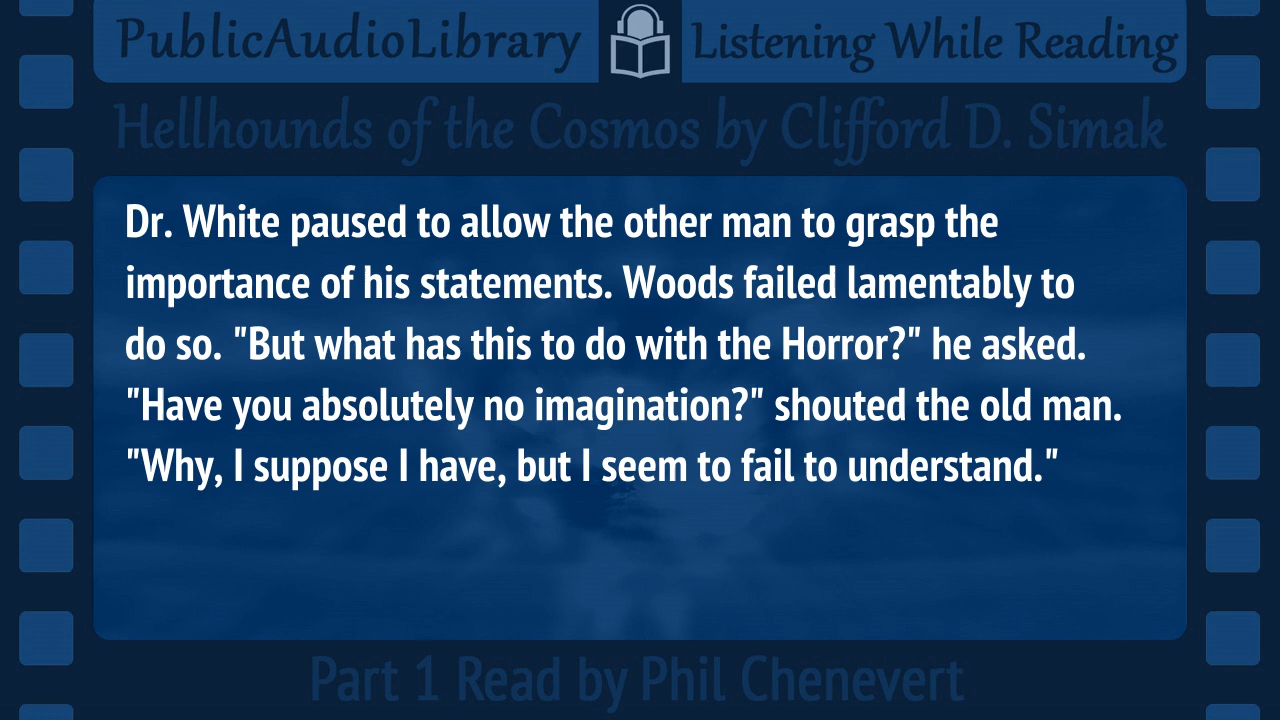 PublicAudioLibrary Listening While Reading
Hellhounds of the Cosmos by Clifford D. Simak
Dr. White paused to allow the other man to grasp the
importance of his statements. Woods failed lamentably to
do so. "But what has this to do with the Horror?" he asked.
"Have you absolutely no imagination?" shouted the old man.
"Why, I suppose I have, but I seem to fail to understand."
Part 1 Read by Phil Chenevert